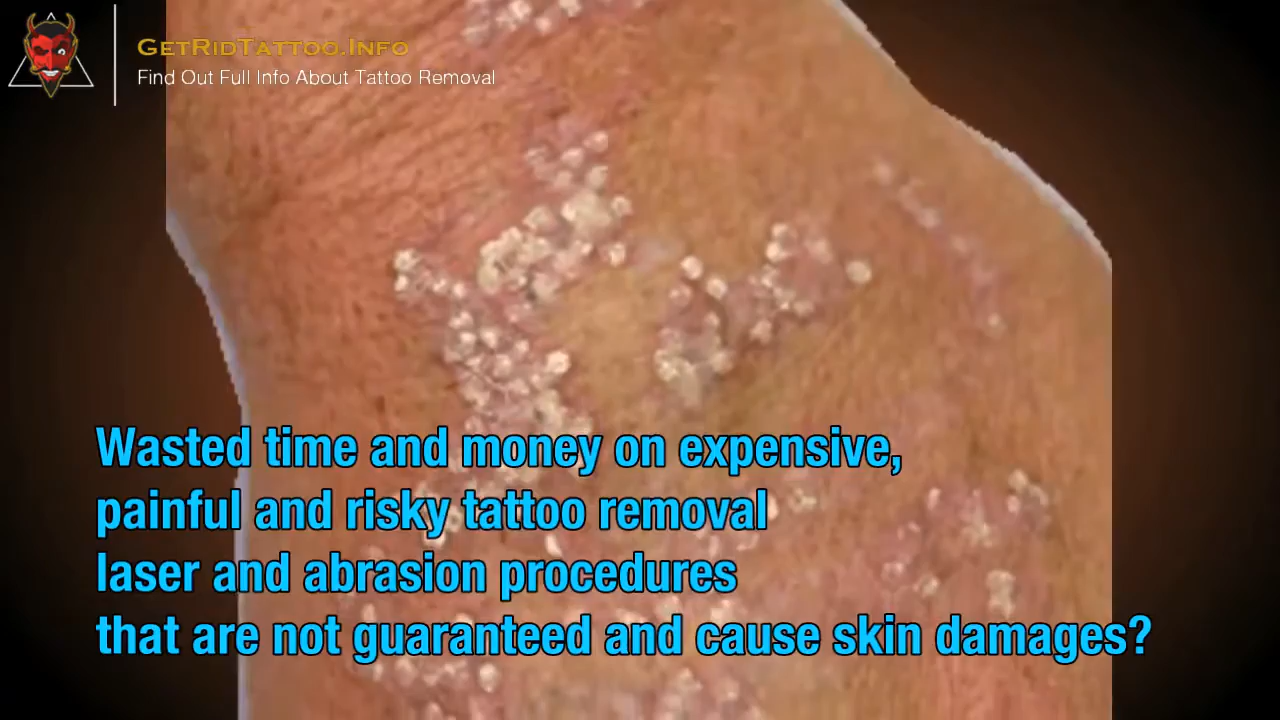 GetRidTattoo.Info
Find Out Full Info About Tattoo Removal
Wasted time and money on expensive,
painful and risky tattoo removal
laser and abrasion procedures
that are not guaranteed and cause skin damages?